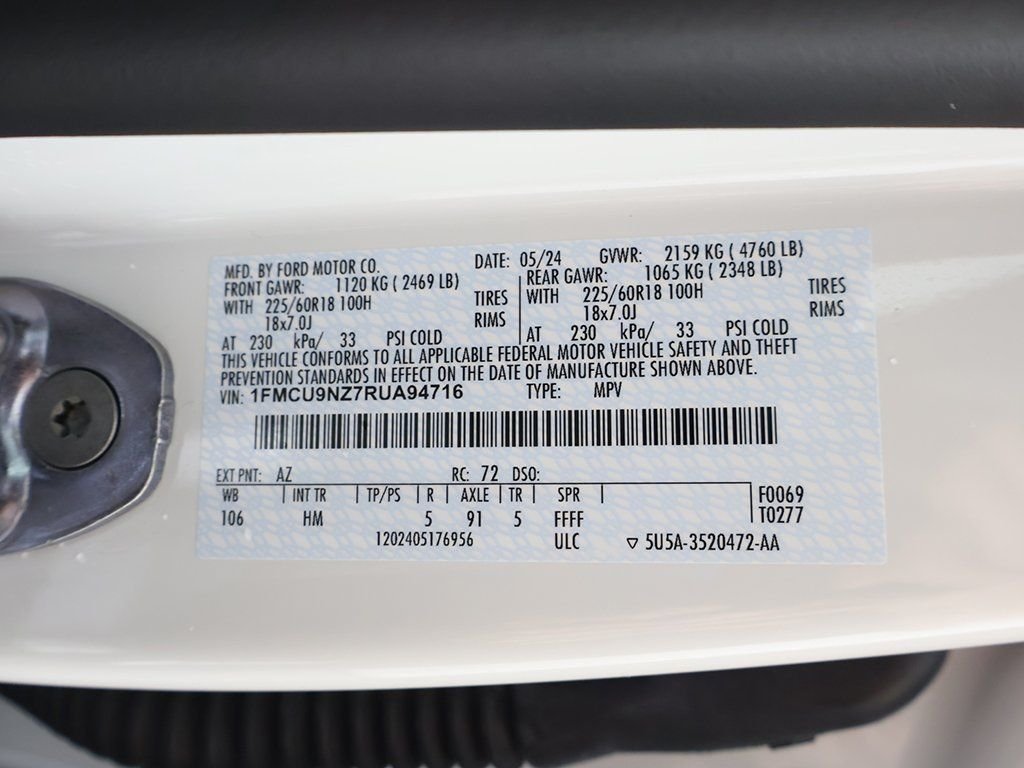 MFD. BY FORD MOTOR CO. DATE: 05/24 GVWR: 2159 KG ( 4760 LB)
FRONT GAWR: 1120 KG ( 2469 LB) REAR GAWR: 1065 KG ( 2348 LB)
WITH 225/60R18 100H TIRES WITH 225/60R18 100H TIRES
18x7.0J RIMS 18x7.0J RIMS
AT 230 kPa/ 33 PSI COLD AT 230 kPa/ 33 PSI COLD
THIS VEHICLE CONFORMS TO ALL APPLICABLE FEDERAL MOTOR VEHICLE SAFETY AND THEFT
PREVENTION STANDARDS IN EFFECT ON THE DATE OF MANUFACTURE SHOWN ABOVE.
VIN: 1FMCU9NZ7RUA94716 TYPE: MPV
EXT PNT: AZ RC: 72 DSO:
WB INT TR TP/PS R AXLE TR SPR F0069
106 HM 5 91 5 FFFF T0277
1202405176956 ULC ▽ 5U5A-3520472-AA